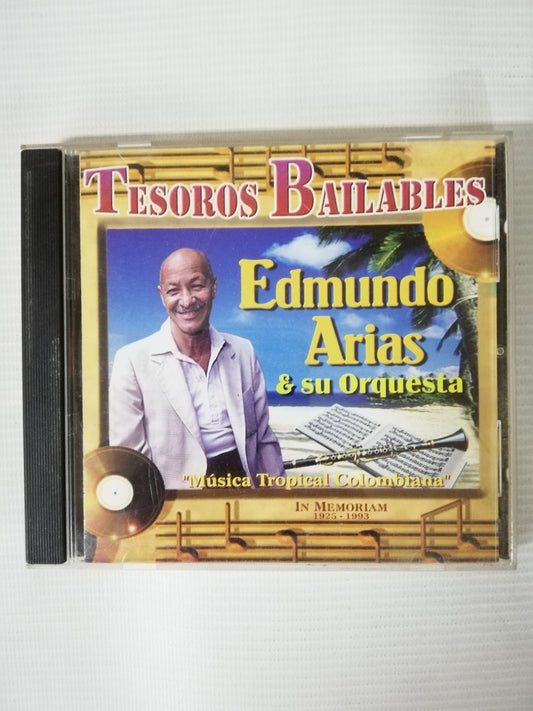 TESOROS BAILABLES
Edmundo
Arias
& su Orquesta
"Música Tropical Colombiana"
IN MEMORIAM
1925 - 1993